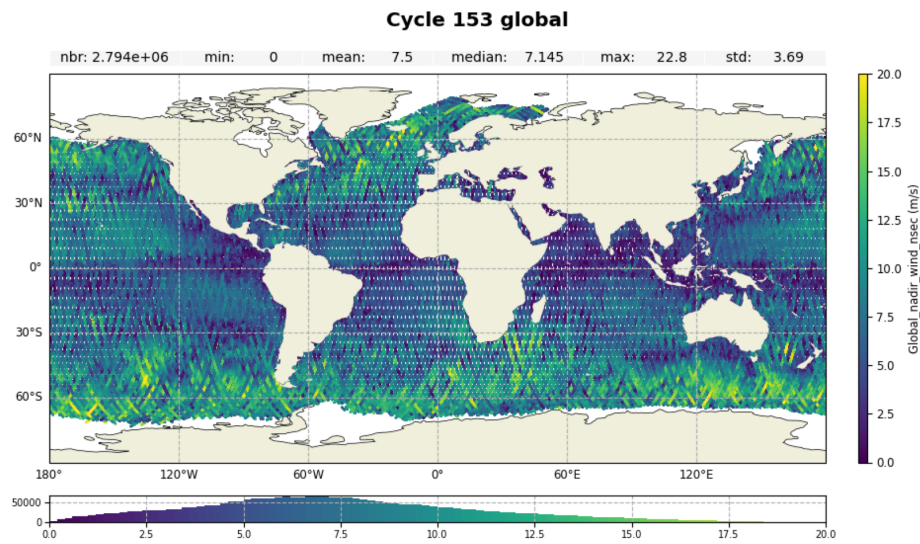 Cycle 153 global
nbr: 2.794e+06 min: 0 mean: 7.5 median: 7.145 max: 22.8 std: 3.69
20.0
17.5
60°N
15.0
30°N
12.5
0°
10.0
7.5
30°S
5.0
60°S
2.5
0.0
Global_nadir_wind_nsec (m/s)
180° 120°W 60°W 0° 60°E 120°E
50000
0
0.0 2.5 5.0 7.5 10.0 12.5 15.0 17.5 20.0